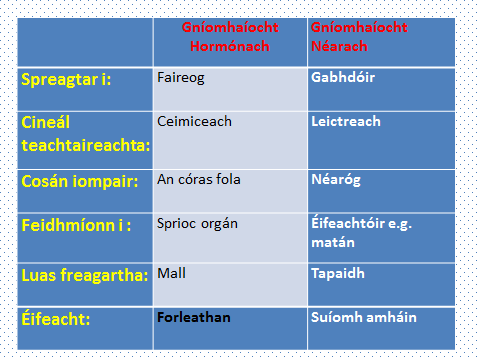 Gníomhaíocht Hormónach
Gníomhaíocht Néarach
Spreagtar i:
Faireog
Gabhdóir
Cineál teachtaireachta:
Ceimiceach
Leictreach
Cosán iompair:
An córas fola
Néaróg
Feidhmíonn i :
Sprioc orgán
Éifeachtóir e.g. matán
Luas freagartha:
Mall
Tapaidh
Éifeacht:
Forleathan
Suíomh amháin